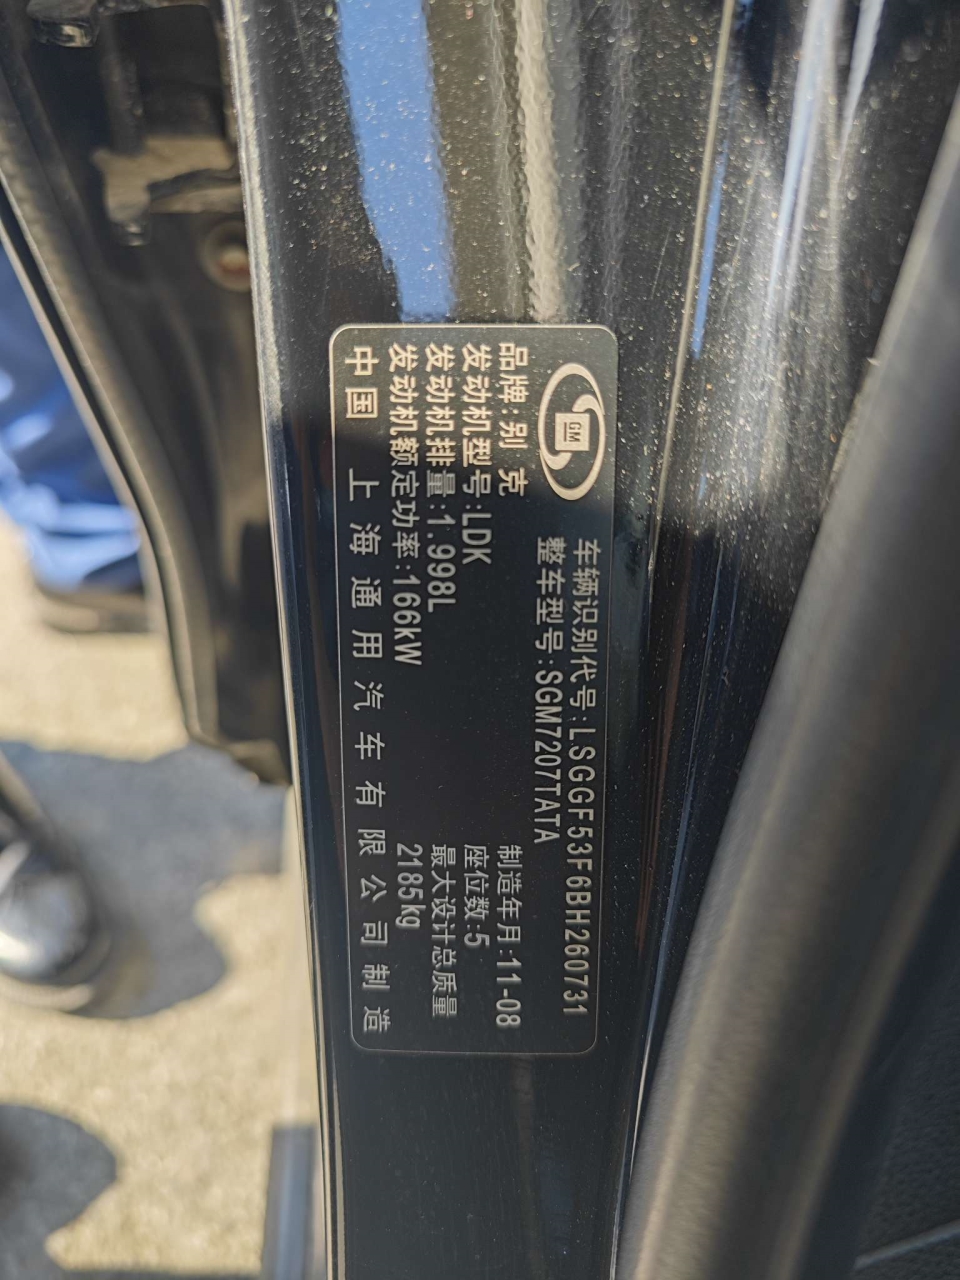 GM
车辆识别代号:LSGGF53F6BH260731
整车型号:SGM7207TATA
品牌:别 克
制造年月:11-08
发动机型号:LDK
座位数:5
发动机排量:1.998L
最大设计总质量
发动机额定功率:166kW
2185kg
中国 上海通用汽车有限公司制造